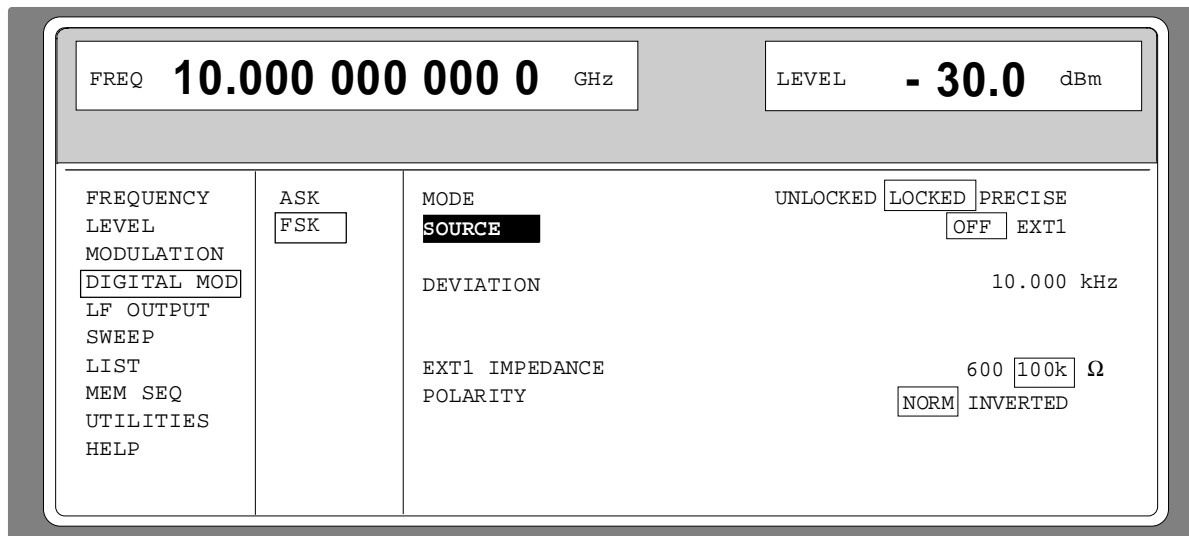 FREQ 10.000 000 000 0 GHz LEVEL - 30.0 dBm
FREQUENCY ASK MODE UNLOCKED LOCKED PRECISE
LEVEL FSK SOURCE OFF EXT1
MODULATION
DIGITAL MOD DEVIATION 10.000 kHz
LF OUTPUT
SWEEP
LIST EXT1 IMPEDANCE 600 100k Ω
MEM SEQ POLARITY NORM INVERTED
UTILITIES
HELP